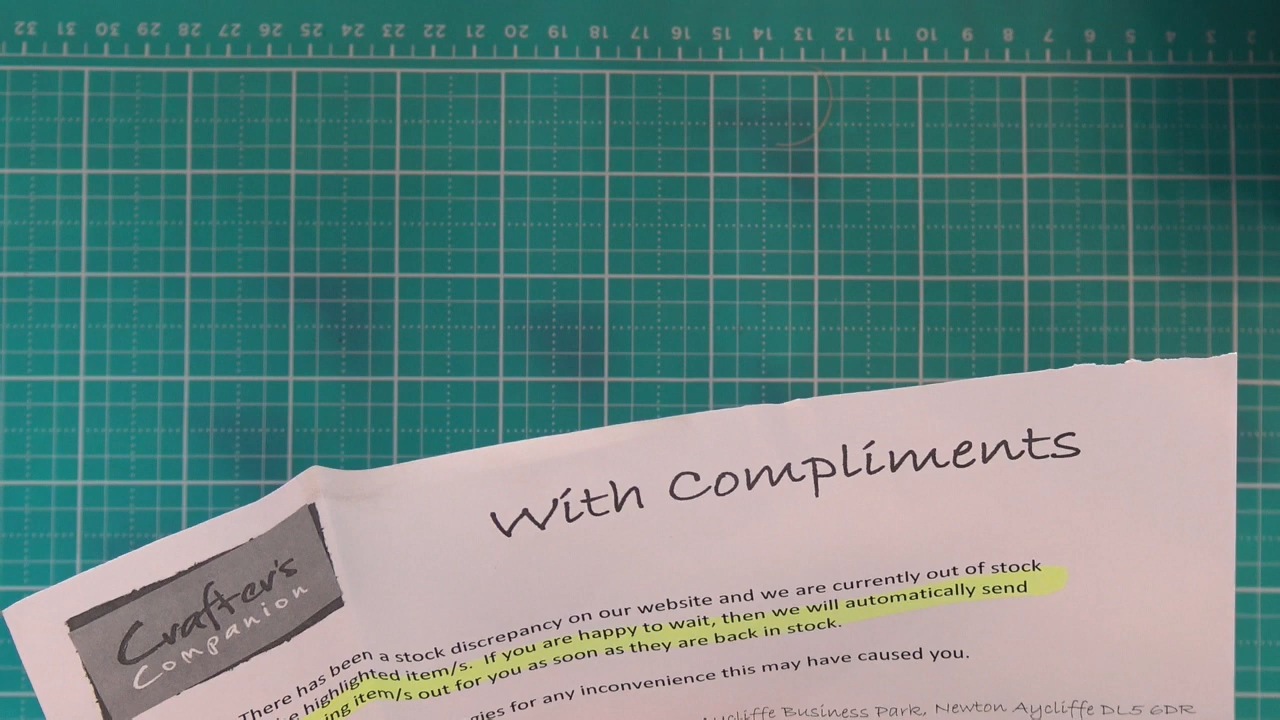 32 31 30 29 28 27 26 25 24 23 22 21 20 19 18 17 16 15 14 13 12 11 10 9 8 7 6 5 4 3 2
With Compliments
Crafter's
Companion
There has been a stock discrepancy on our website and we are currently out of stock
highlighted item/s. If you are happy to wait, then we will automatically send
item/s out for you as soon as they are back in stock.
for any inconvenience this may have caused you.
Business Park, Newton Aycliffe DL5 6DR